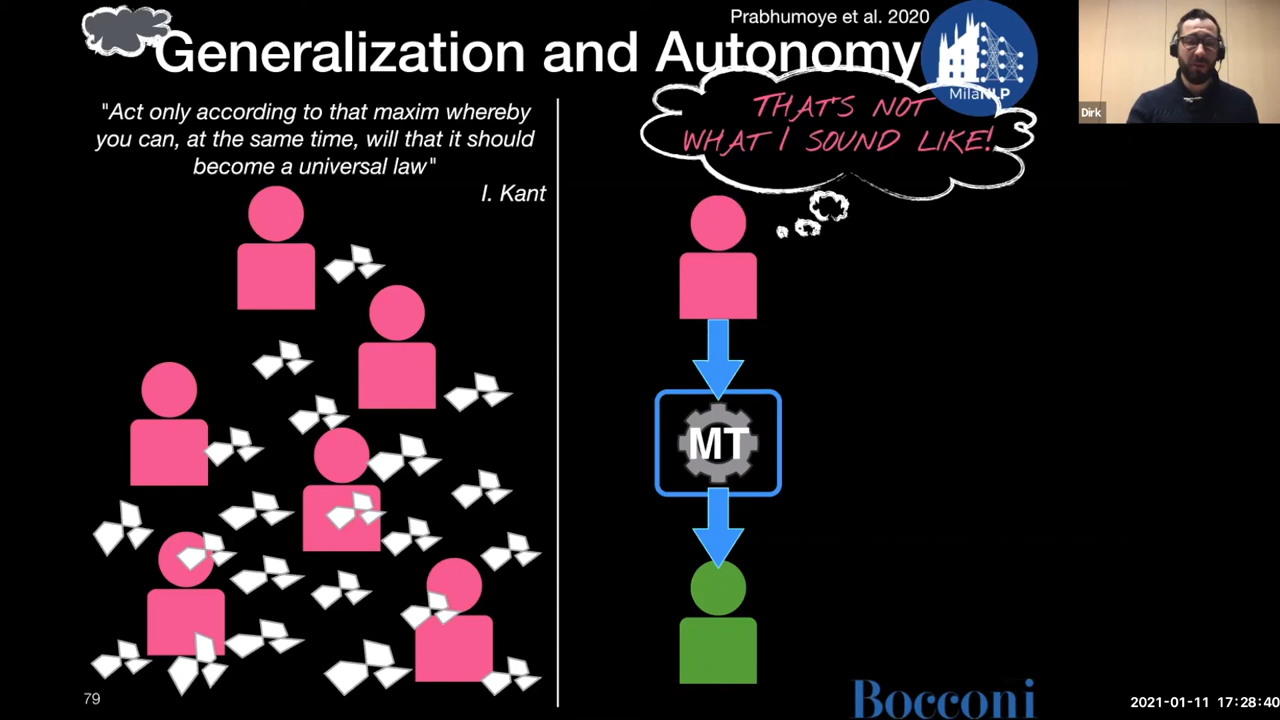 Prabhumoye et al. 2020
Generalization and Autonomy
MilaNLP
Dirk
"Act only according to that maxim whereby
you can, at the same time, will that it should
become a universal law"
I. Kant
THAT'S NOT
WHAT I SOUND LIKE!
MT
79
Bocconi
2021-01-11 17:28:40